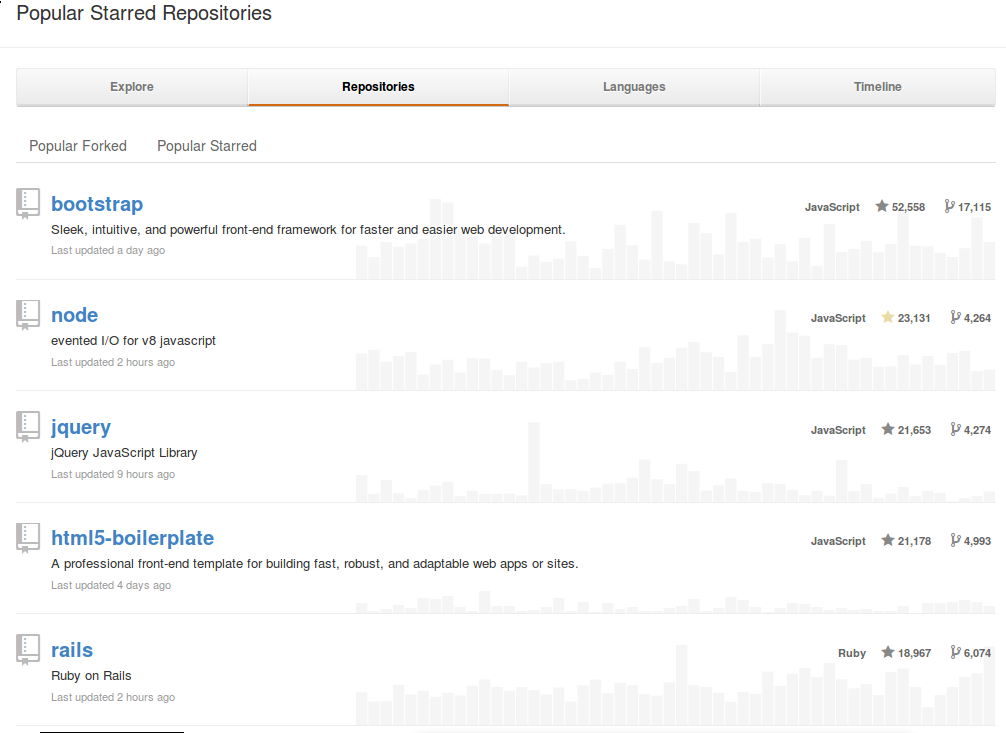 Popular Starred Repositories
Explore Repositories Languages Timeline
Popular Forked Popular Starred
bootstrap JavaScript 52,558 17,115
Sleek, intuitive, and powerful front-end framework for faster and easier web development.
Last updated a day ago
node JavaScript 23,131 4,264
evented I/O for v8 javascript
Last updated 2 hours ago
jquery JavaScript 21,653 4,274
jQuery JavaScript Library
Last updated 9 hours ago
html5-boilerplate JavaScript 21,178 4,993
A professional front-end template for building fast, robust, and adaptable web apps or sites.
Last updated 4 days ago
rails Ruby 18,967 6,074
Ruby on Rails
Last updated 2 hours ago